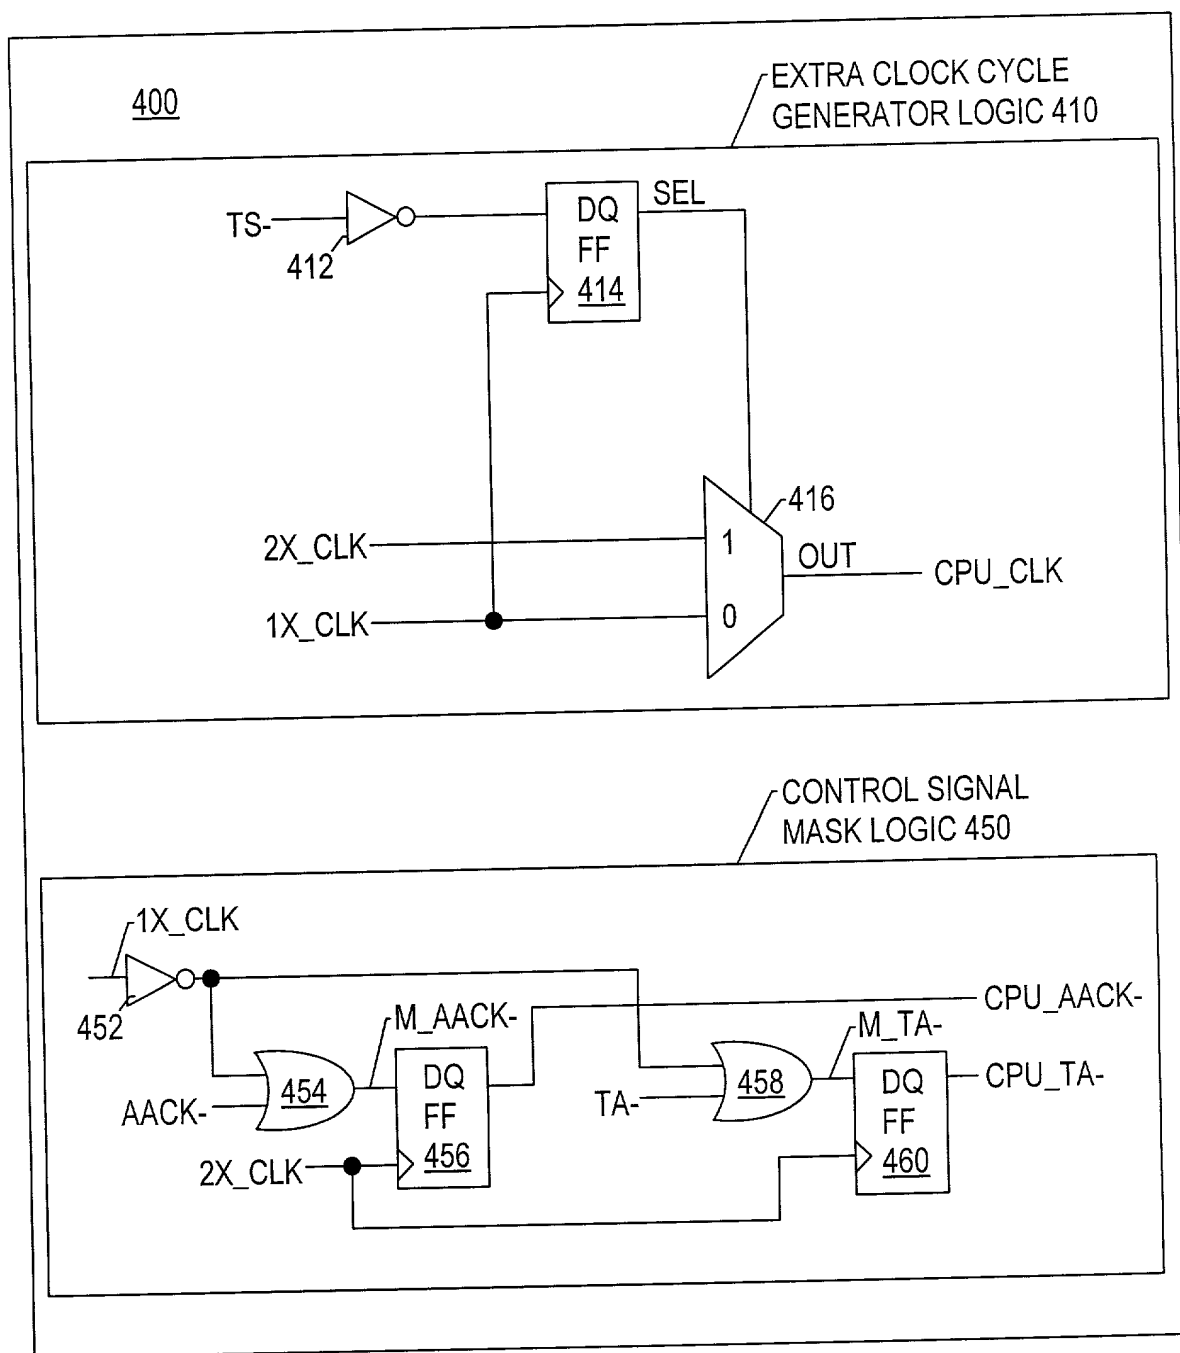 EXTRA CLOCK CYCLE
GENERATOR LOGIC 410
400
TS-
412
DQ
FF
414
SEL
416
2X_CLK
1
OUT
CPU_CLK
1X_CLK
0
CONTROL SIGNAL
MASK LOGIC 450
1X_CLK
452
M_AACK-
CPU_AACK-
M_TA-
454
DQ
FF
456
AACK-
2X_CLK
TA-
458
DQ
FF
460
CPU_TA-